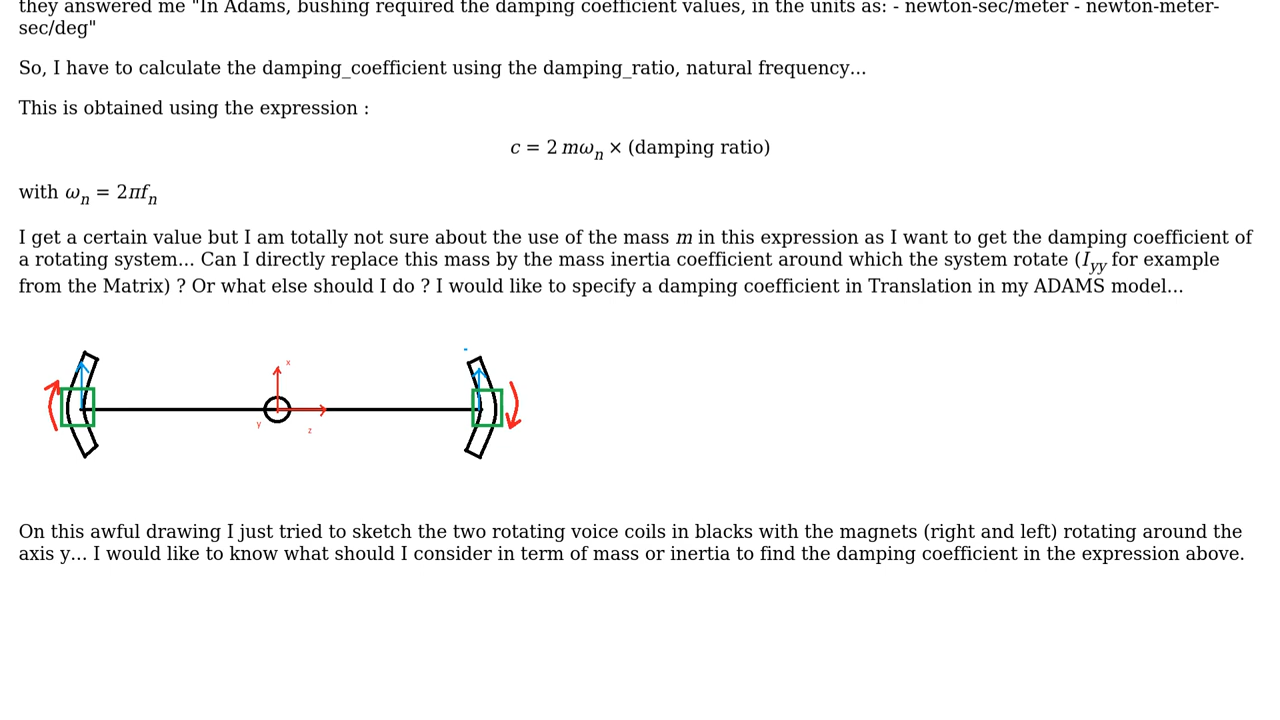 they answered me "In Adams, bushing required the damping coefficient values, in the units as: - newton-sec/meter - newton-meter-
sec/deg"
So, I have to calculate the damping_coefficient using the damping_ratio, natural frequency...
This is obtained using the expression :
c = 2 mωₙ × (damping ratio)
with ωₙ = 2πfₙ
I get a certain value but I am totally not sure about the use of the mass m in this expression as I want to get the damping coefficient of
a rotating system... Can I directly replace this mass by the mass inertia coefficient around which the system rotate (I_yy for example
from the Matrix) ? Or what else should I do ? I would like to specify a damping coefficient in Translation in my ADAMS model...
x
y
z
On this awful drawing I just tried to sketch the two rotating voice coils in blacks with the magnets (right and left) rotating around the
axis y... I would like to know what should I consider in term of mass or inertia to find the damping coefficient in the expression above.